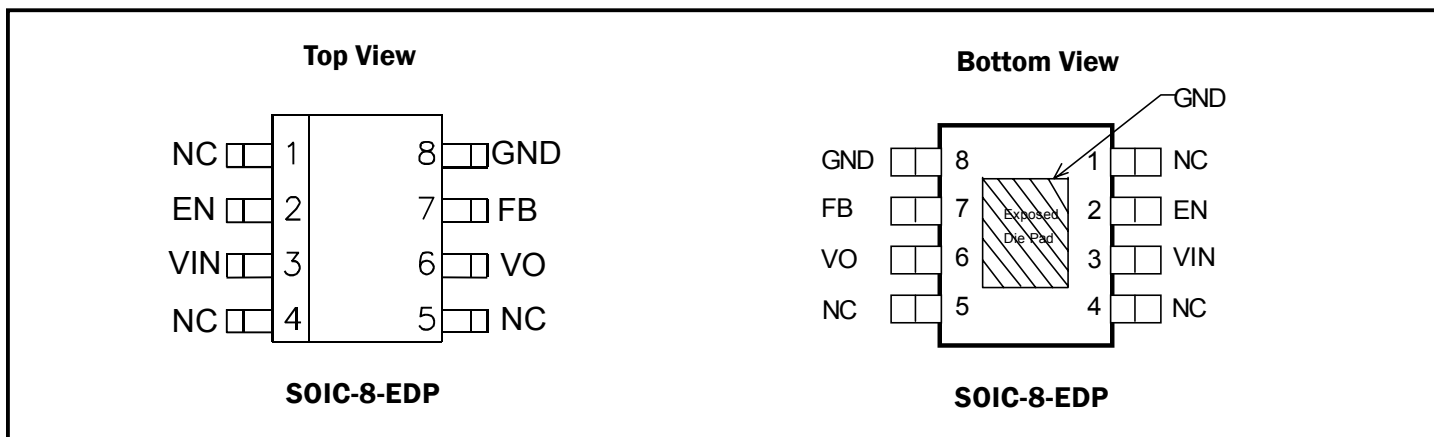 Top View
NC 1 8 GND
EN 2 7 FB
VIN 3 6 VO
NC 4 5 NC
SOIC-8-EDP
Bottom View
GND
GND 8 1 NC
FB 7 2 EN
VO 6 3 VIN
NC 5 4 NC
Exposed
Die Pad
SOIC-8-EDP